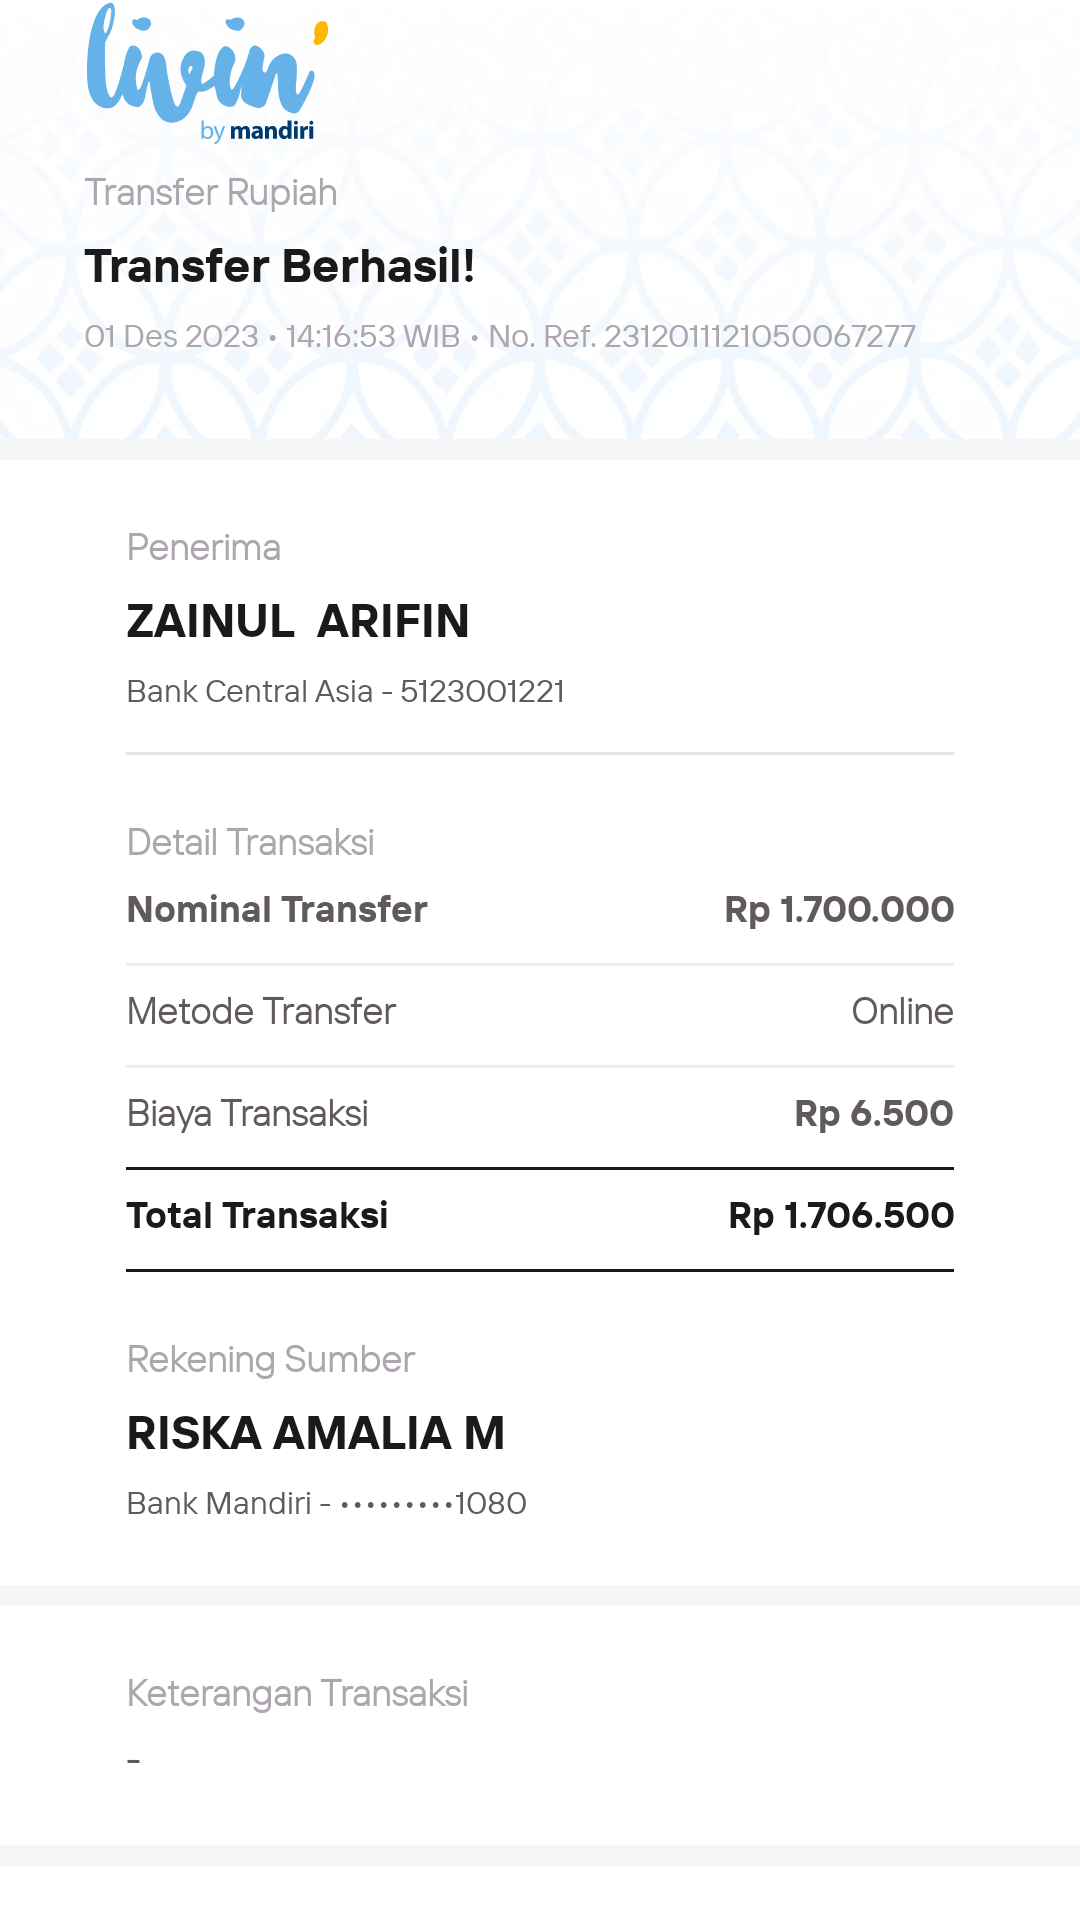 livin'
by mandiri
Transfer Rupiah
Transfer Berhasil!
01 Des 2023 • 14:16:53 WIB • No. Ref. 2312011121050067277
Penerima
ZAINUL  ARIFIN
Bank Central Asia - 5123001221
Detail Transaksi
Nominal Transfer Rp 1.700.000
Metode Transfer Online
Biaya Transaksi Rp 6.500
Total Transaksi Rp 1.706.500
Rekening Sumber
RISKA AMALIA M
Bank Mandiri - •••••••••1080
Keterangan Transaksi
-